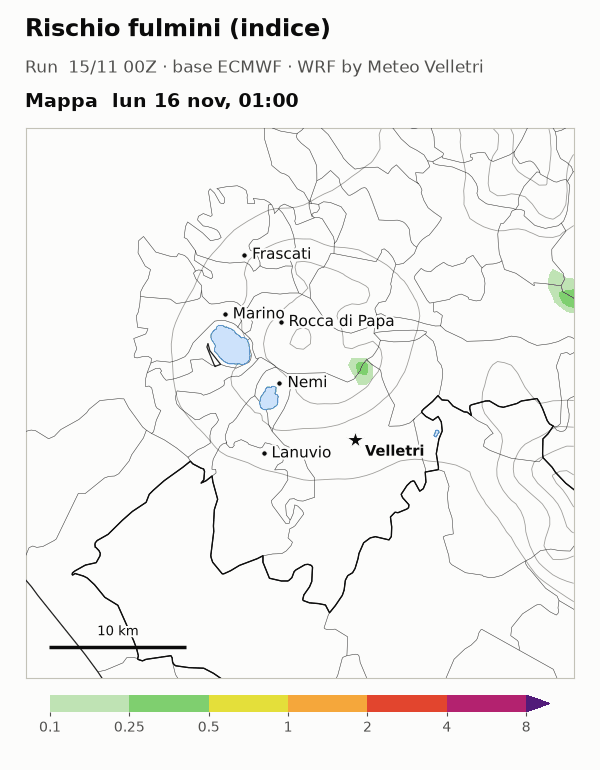 Rischio fulmini (indice)
Run  15/11 00Z · base ECMWF · WRF by Meteo Velletri
Mappa  lun 16 nov, 01:00
Frascati
Marino
Rocca di Papa
Nemi
Velletri
Lanuvio
10 km
0.1 0.25 0.5 1 2 4 8